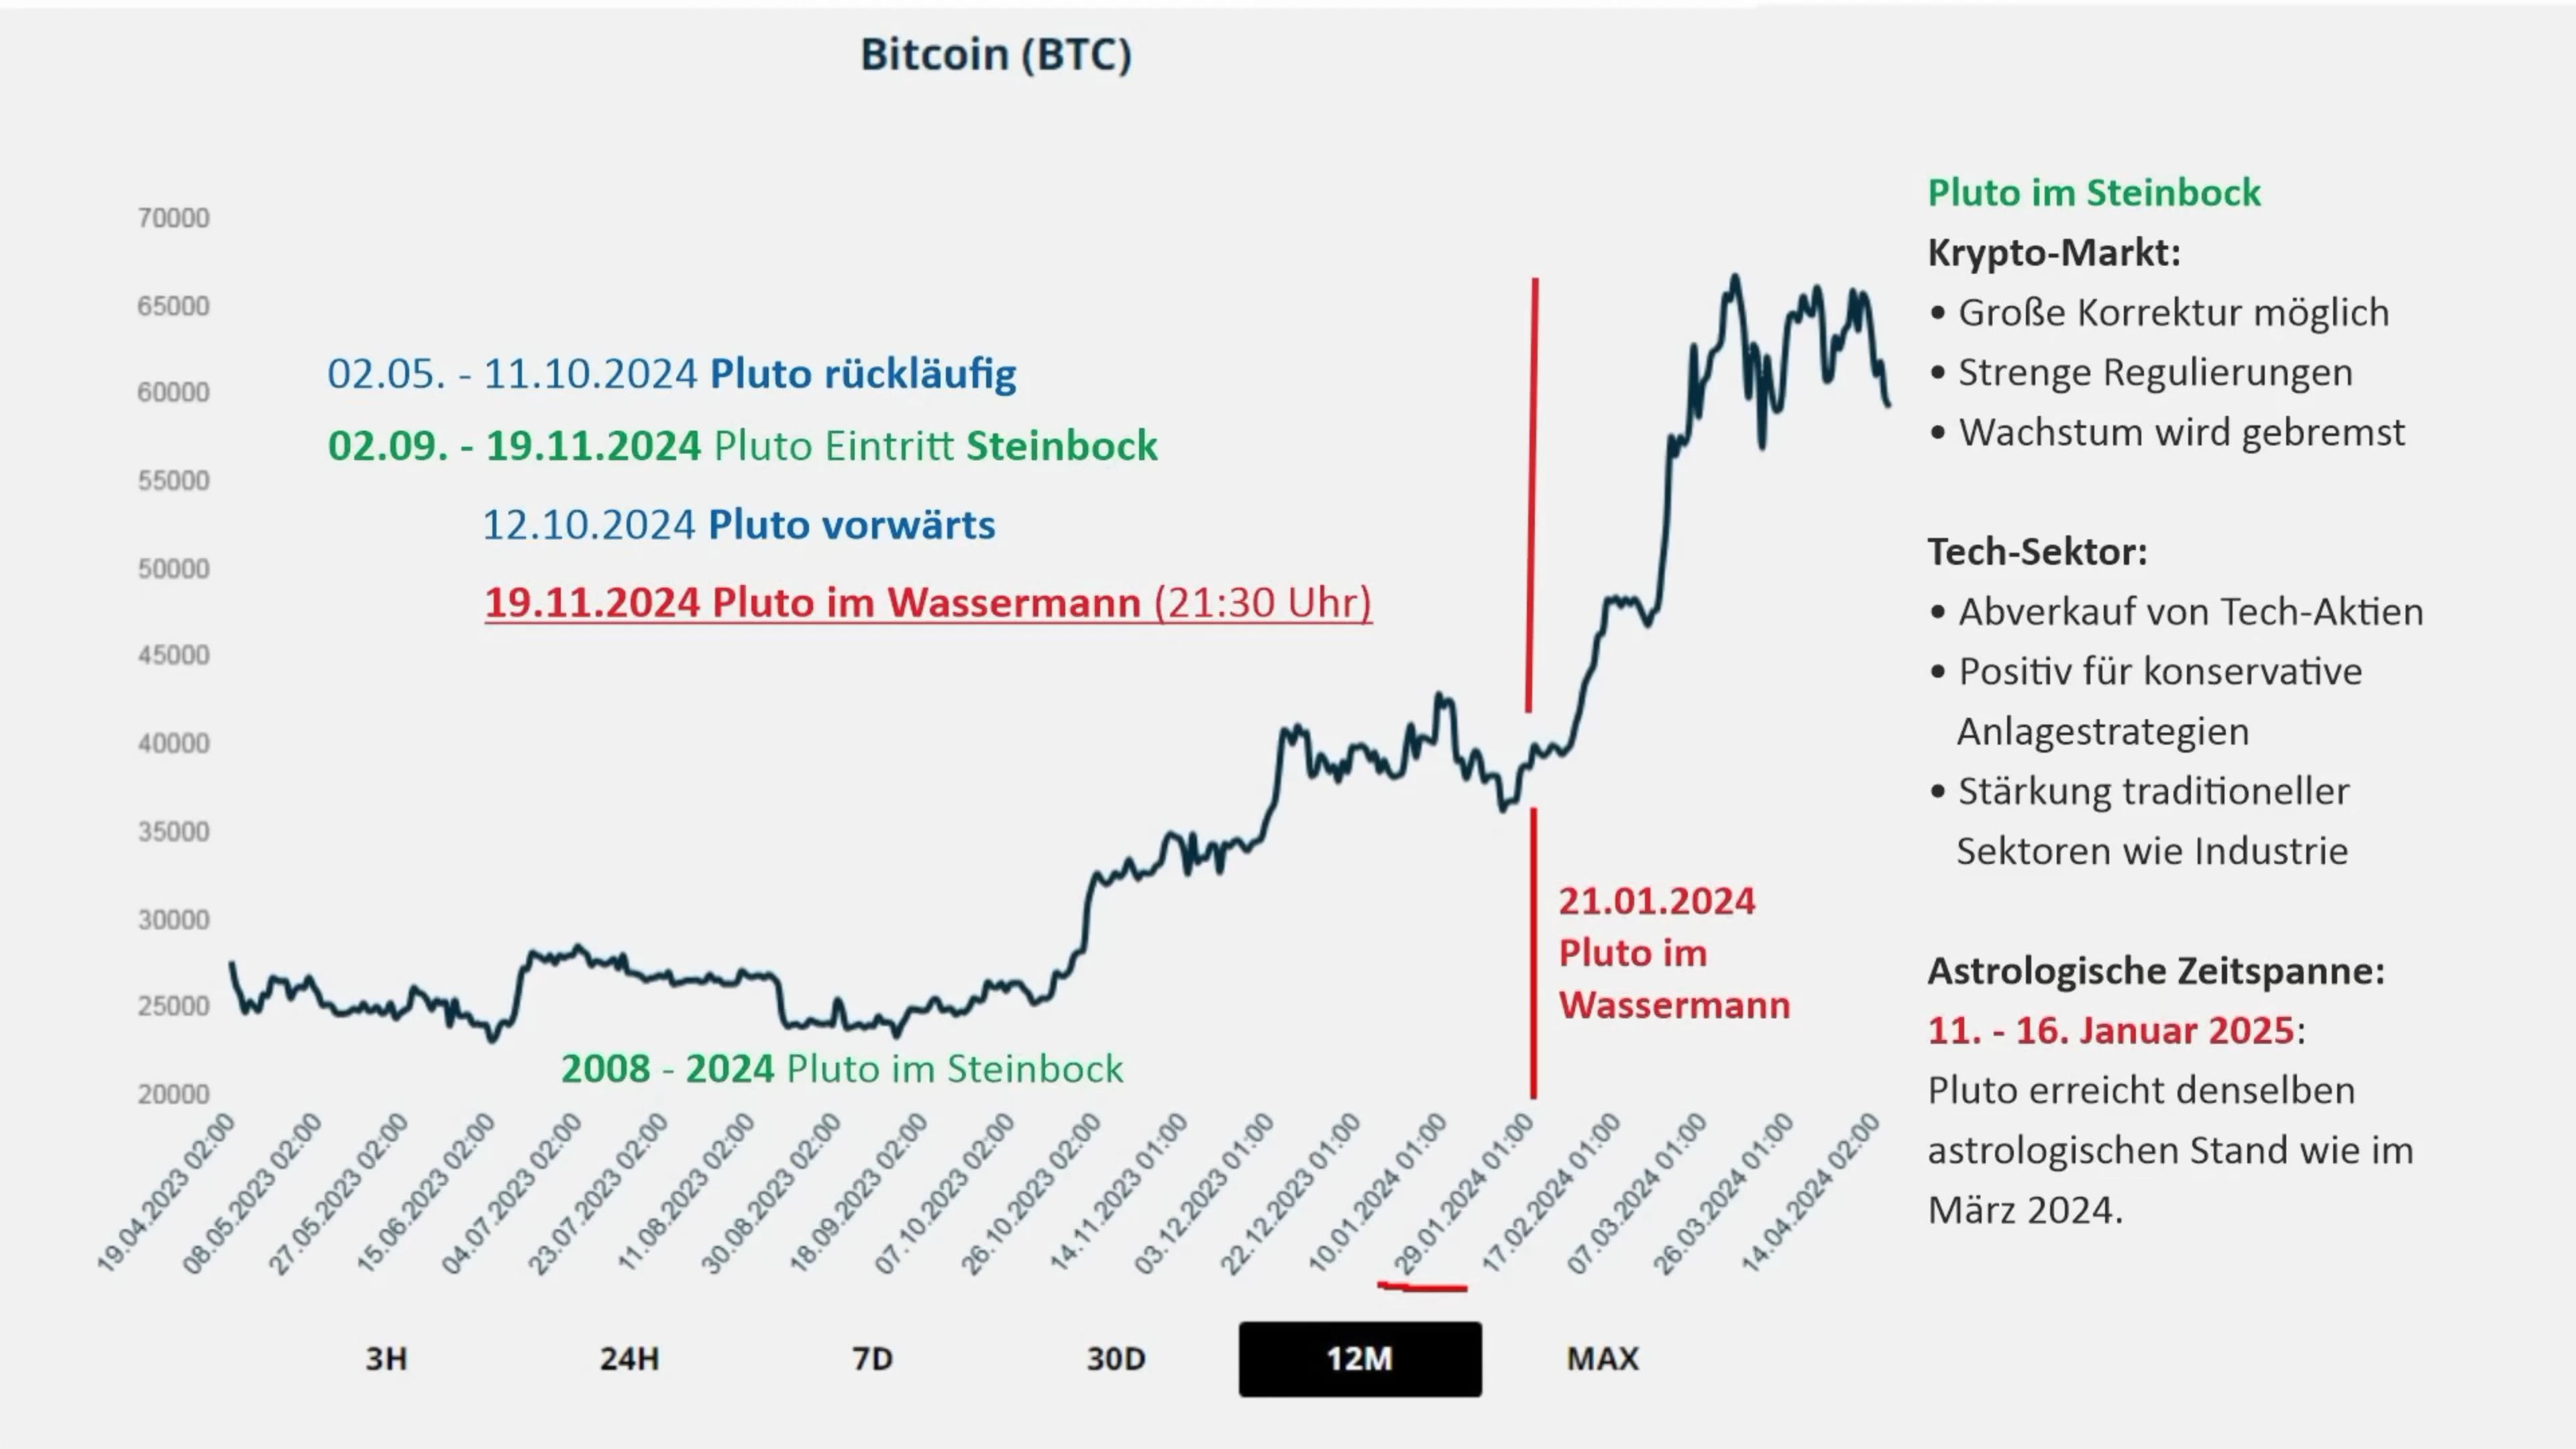 Bitcoin (BTC)
70000
65000
60000
55000
50000
45000
40000
35000
30000
25000
20000
02.05. - 11.10.2024 Pluto rückläufig
02.09. - 19.11.2024 Pluto Eintritt Steinbock
12.10.2024 Pluto vorwärts
19.11.2024 Pluto im Wassermann (21:30 Uhr)
2008 - 2024 Pluto im Steinbock
21.01.2024
Pluto im
Wassermann
19.04.2023 02:00
08.05.2023 02:00
27.05.2023 02:00
15.06.2023 02:00
04.07.2023 02:00
23.07.2023 02:00
11.08.2023 02:00
30.08.2023 02:00
18.09.2023 02:00
07.10.2023 02:00
26.10.2023 02:00
14.11.2023 01:00
03.12.2023 01:00
22.12.2023 01:00
10.01.2024 01:00
29.01.2024 01:00
17.02.2024 01:00
07.03.2024 01:00
26.03.2024 01:00
14.04.2024 02:00
3H
24H
7D
30D
12M
MAX
Pluto im Steinbock
Krypto-Markt:
• Große Korrektur möglich
• Strenge Regulierungen
• Wachstum wird gebremst
Tech-Sektor:
• Abverkauf von Tech-Aktien
• Positiv für konservative
Anlagestrategien
• Stärkung traditioneller
Sektoren wie Industrie
Astrologische Zeitspanne:
11. - 16. Januar 2025:
Pluto erreicht denselben
astrologischen Stand wie im
März 2024.